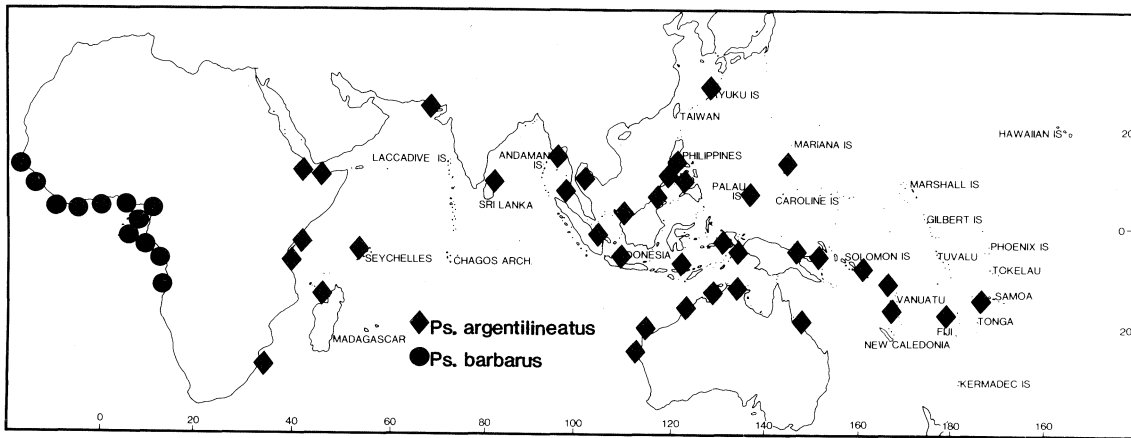 AYUKU IS
TAIWAN
HAWAIIAN IS
20
MARIANA IS
LACCADIVE IS.
ANDAMAN
IS
PHILIPPINES
PALAU
IS
CAROLINE IS
MARSHALL IS
SRI LANKA
GILBERT IS
0
SEYCHELLES
CHAGOS ARCH.
DONESIA
SOLOMON IS
TUVALU
PHOENIX IS
TOKELAU
VANUATU
SAMOA
FIJI
TONGA
NEW CALEDONIA
20
MADAGASCAR
Ps. argentilineatus
Ps. barbarus
KERMADEC IS
0 20 40 60 80 100 120 140 160 180 160